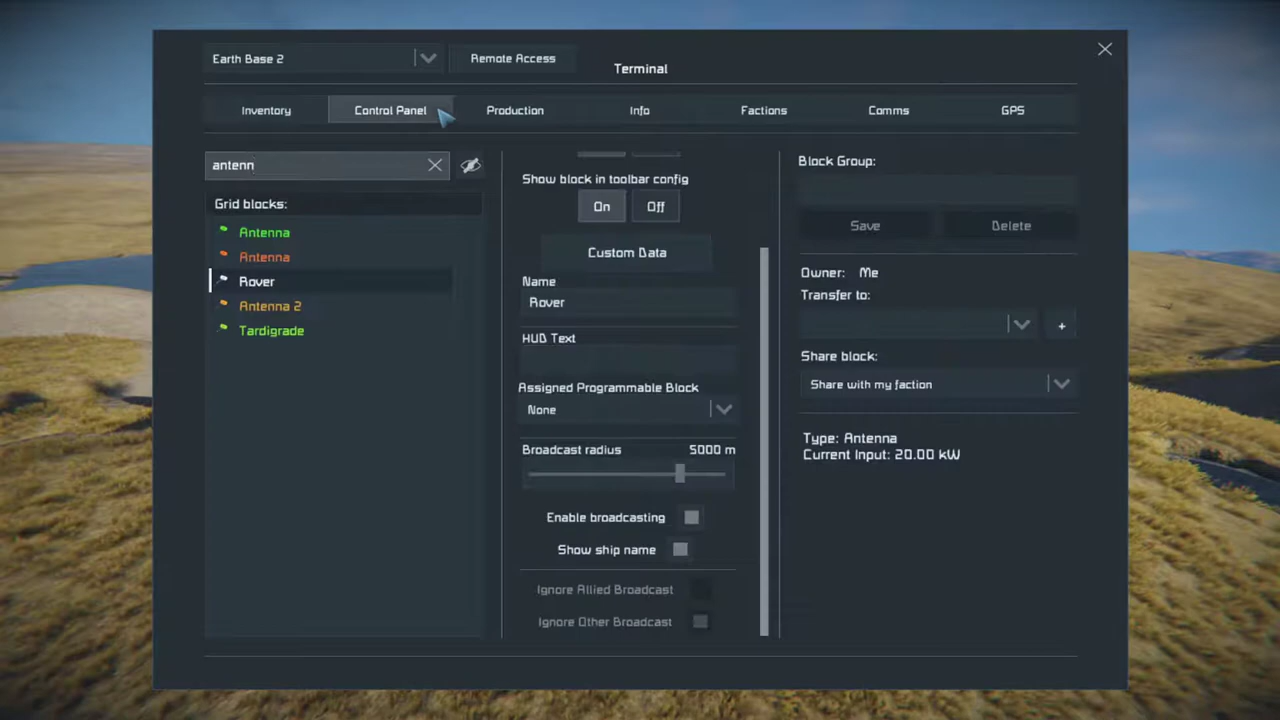 Earth Base 2
Remote Access
Terminal
Inventory
Control Panel
Production
Info
Factions
Comms
GPS
antenn
Grid blocks:
Antenna
Antenna
Rover
Antenna 2
Tardigrade
Show block in toolbar config
On
Off
Custom Data
Name
Rover
HUD Text
Assigned Programmable Block
None
Broadcast radius 5000 m
Enable broadcasting
Show ship name
Ignore Allied Broadcast
Ignore Other Broadcast
Block Group:
Save
Delete
Owner: Me
Transfer to:
+
Share block:
Share with my faction
Type: Antenna
Current Input: 20.00 kW